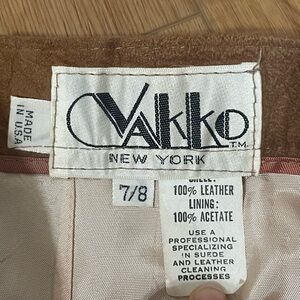 MADE
IN U.S.A.
VAKKO
T.M.
NEW YORK
7/8
SHELL:
100% LEATHER
LINING:
100% ACETATE
USE A
PROFESSIONAL
SPECIALIZING
IN SUEDE
AND LEATHER
CLEANING
PROCESSES